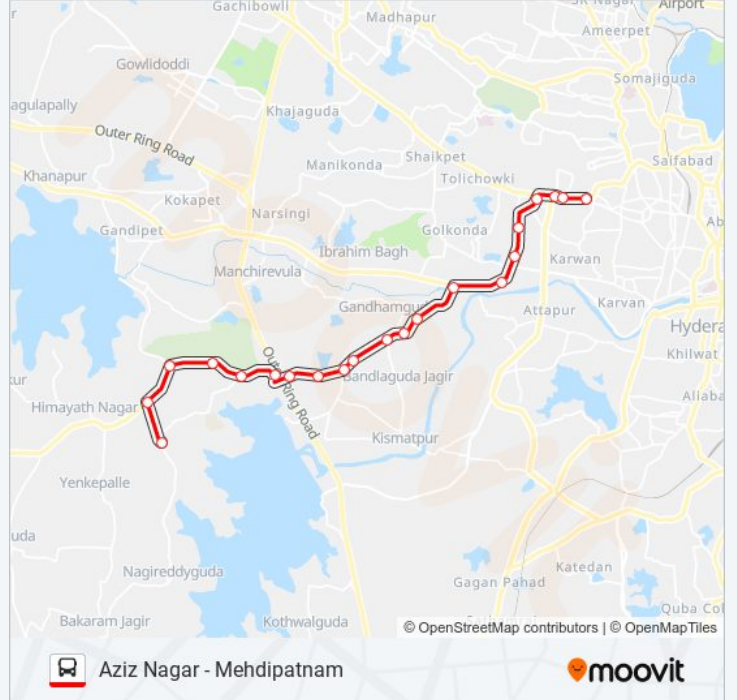 Gachibowli
SR Nagar
Airport
Madhapur
Ameerpet
Gowlidoddi
Somajiguda
agulapally
Khajaguda
Outer Ring Road
Manikonda
Shaikpet
Saifabad
Khanapur
Tolichowki
Kokapet
Narsingi
Gandipet
Golkonda
Ab
Ibrahim Bagh
Manchirevula
Karwan
Gandhamgu
Attapur
Karvan
Hydera
Khilwat
Outer Ring Road
Bandlaguda Jagir
kur
Himayath Nagar
Aliaba
Kismatpur
Yenkepalle
uda
Nagireddyguda
Katedan
Gagan Pahad
Bakaram Jagir
Kothwalguda
Quba Col
© OpenStreetMap contributors | © OpenMapTiles
Aziz Nagar - Mehdipatnam
moovit